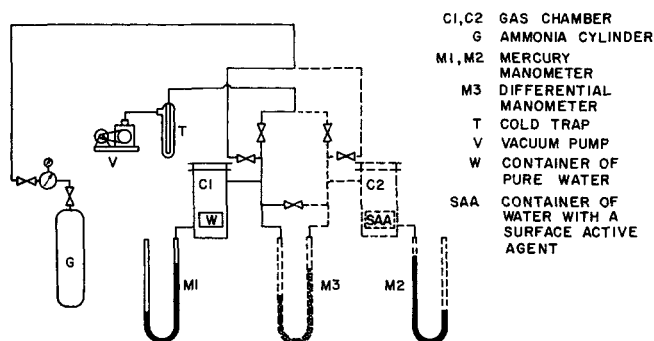 C1,C2 GAS CHAMBER
G AMMONIA CYLINDER
M1,M2 MERCURY
MANOMETER
M3 DIFFERENTIAL
MANOMETER
T COLD TRAP
V VACUUM PUMP
W CONTAINER OF
PURE WATER
SAA CONTAINER OF
WATER WITH A
SURFACE ACTIVE
AGENT
T
V
C1
C2
W
SAA
G
M1
M3
M2